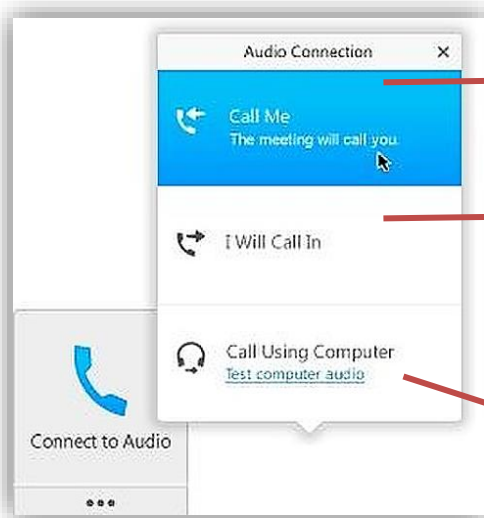 Audio Connection ×
Call Me
The meeting will call you.
I Will Call In
Call Using Computer
Test computer audio
Connect to Audio